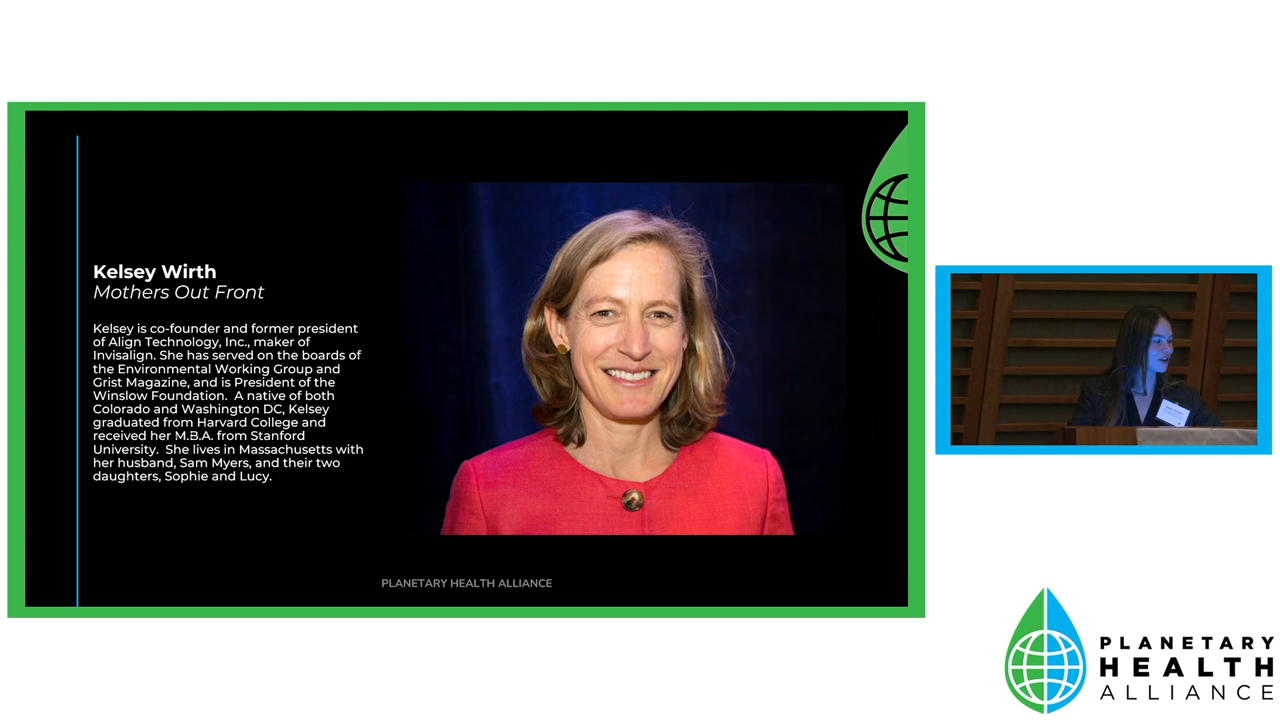 Kelsey Wirth
Mothers Out Front
Kelsey is co-founder and former president
of Align Technology, Inc., maker of
Invisalign. She has served on the boards of
the Environmental Working Group and
Grist Magazine, and is President of the
Winslow Foundation.  A native of both
Colorado and Washington DC, Kelsey
graduated from Harvard College and
received her M.B.A. from Stanford
University.  She lives in Massachusetts with
her husband, Sam Myers, and their two
daughters, Sophie and Lucy.
PLANETARY HEALTH ALLIANCE
PLANETARY
HEALTH
ALLIANCE